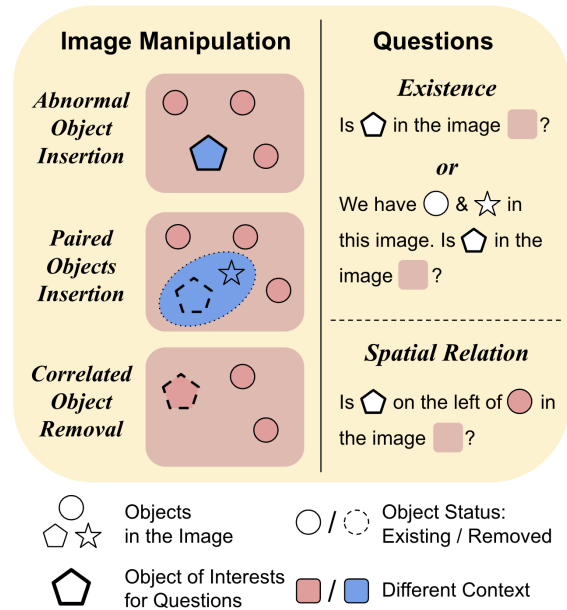 Image Manipulation
Abnormal
Object
Insertion
Paired
Objects
Insertion
Correlated
Object
Removal
Questions
Existence
Is in the image ?
or
We have & in
this image. Is in the
image ?
Spatial Relation
Is on the left of in
the image ?
Objects
in the Image
/
Object Status:
Existing / Removed
Object of Interests
for Questions
/
Different Context